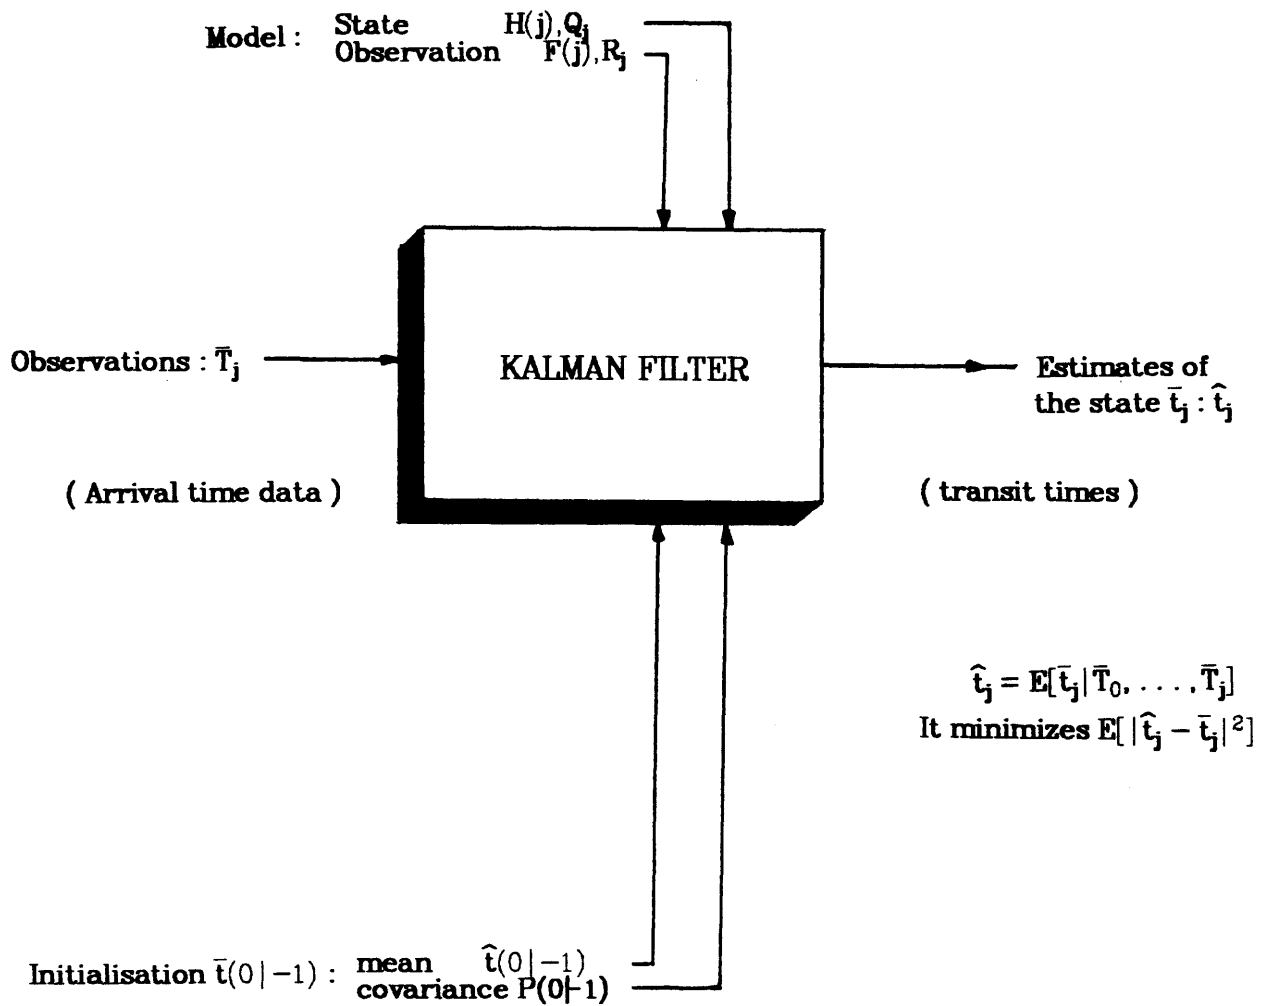 Model : State H(j),Q_j
Observation F(j),R_j
KALMAN FILTER
Observations : T̄_j
Estimates of
the state t̄_j : t̂_j
( Arrival time data )
( transit times )
t̂_j = E[t̄_j|T̄_0, . . . ,T̄_j]
It minimizes E[|t̂_j − t̄_j|²]
Initialisation t̄(0|−1) : mean t̂(0|−1)
covariance P(0|-1)